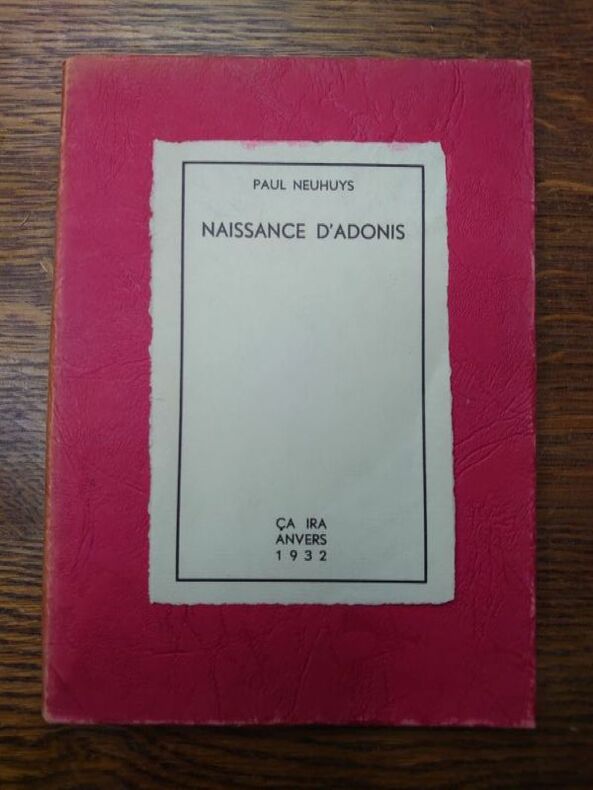 PAUL NEUHUYS
NAISSANCE D'ADONIS
ÇA IRA
ANVERS
1932